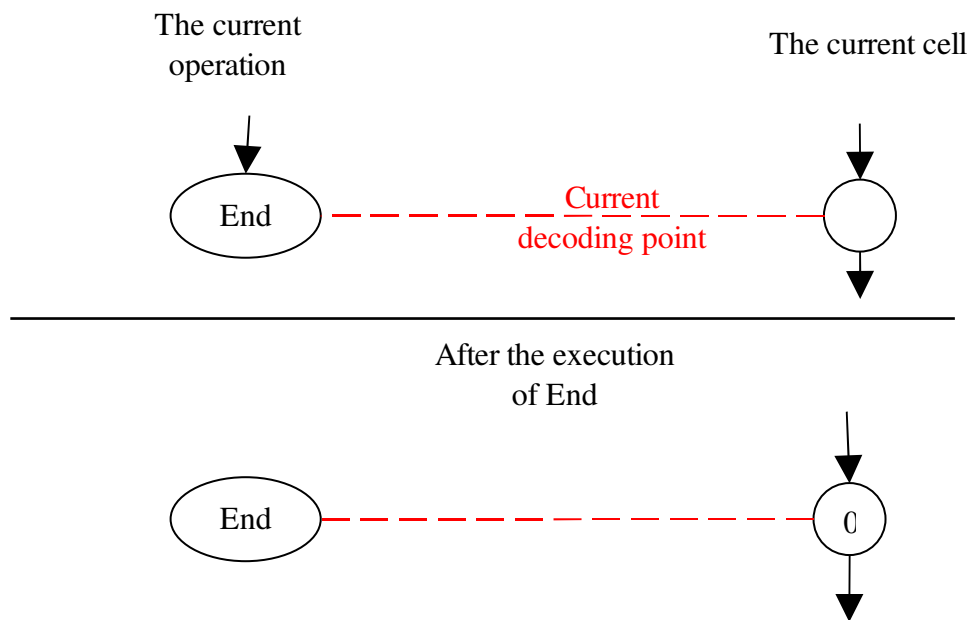 The current
operation
The current cell
End
Current
decoding point
After the execution
of End
End
0